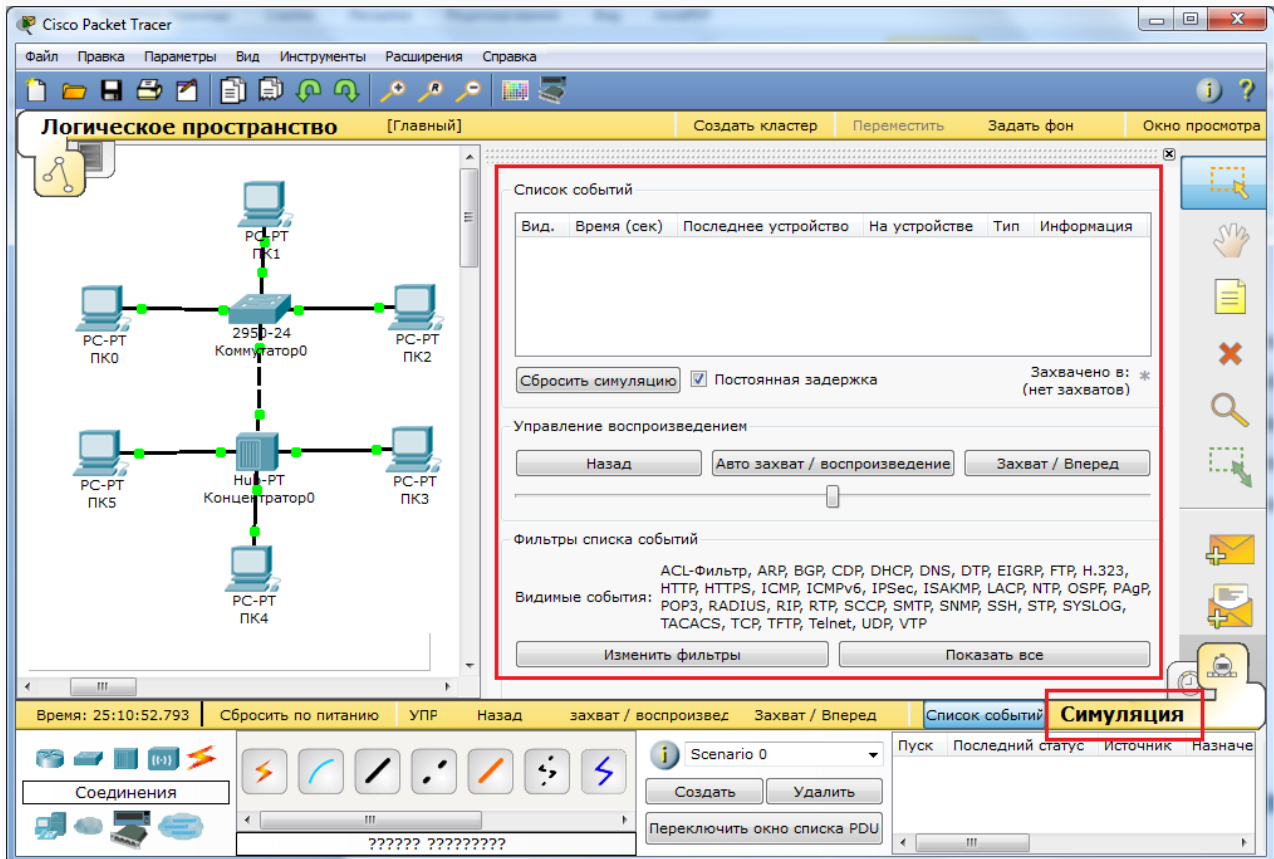 Cisco Packet Tracer
Файл Правка Параметры Вид Инструменты Расширения Справка
Логическое пространство [Главный] Создать кластер Переместить Задать фон Окно просмотра
PC-PT
ПК1
PC-PT
ПК0
2950-24
Коммутатор0
PC-PT
ПК2
PC-PT
ПК5
Hub-PT
Концентратор0
PC-PT
ПК3
PC-PT
ПК4
Список событий
Вид. Время (сек) Последнее устройство На устройстве Тип Информация
Сбросить симуляцию Постоянная задержка Захвачено в: *
(нет захватов)
Управление воспроизведением
Назад Авто захват / воспроизведение Захват / Вперед
Фильтры списка событий
Видимые события:
ACL-Фильтр, ARP, BGP, CDP, DHCP, DNS, DTP, EIGRP, FTP, H.323,
HTTP, HTTPS, ICMP, ICMPv6, IPSec, ISAKMP, LACP, NTP, OSPF, PAgP,
POP3, RADIUS, RIP, RTP, SCCP, SMTP, SNMP, SSH, STP, SYSLOG,
TACACS, TCP, TFTP, Telnet, UDP, VTP
Изменить фильтры Показать все
Время: 25:10:52.793 Сбросить по питанию УПР Назад захват / воспроизвед Захват / Вперед Список событий Симуляция
Соединения
?????? ?????????
Scenario 0
Создать Удалить
Переключить окно списка PDU
Пуск Последний статус Источник Назначе